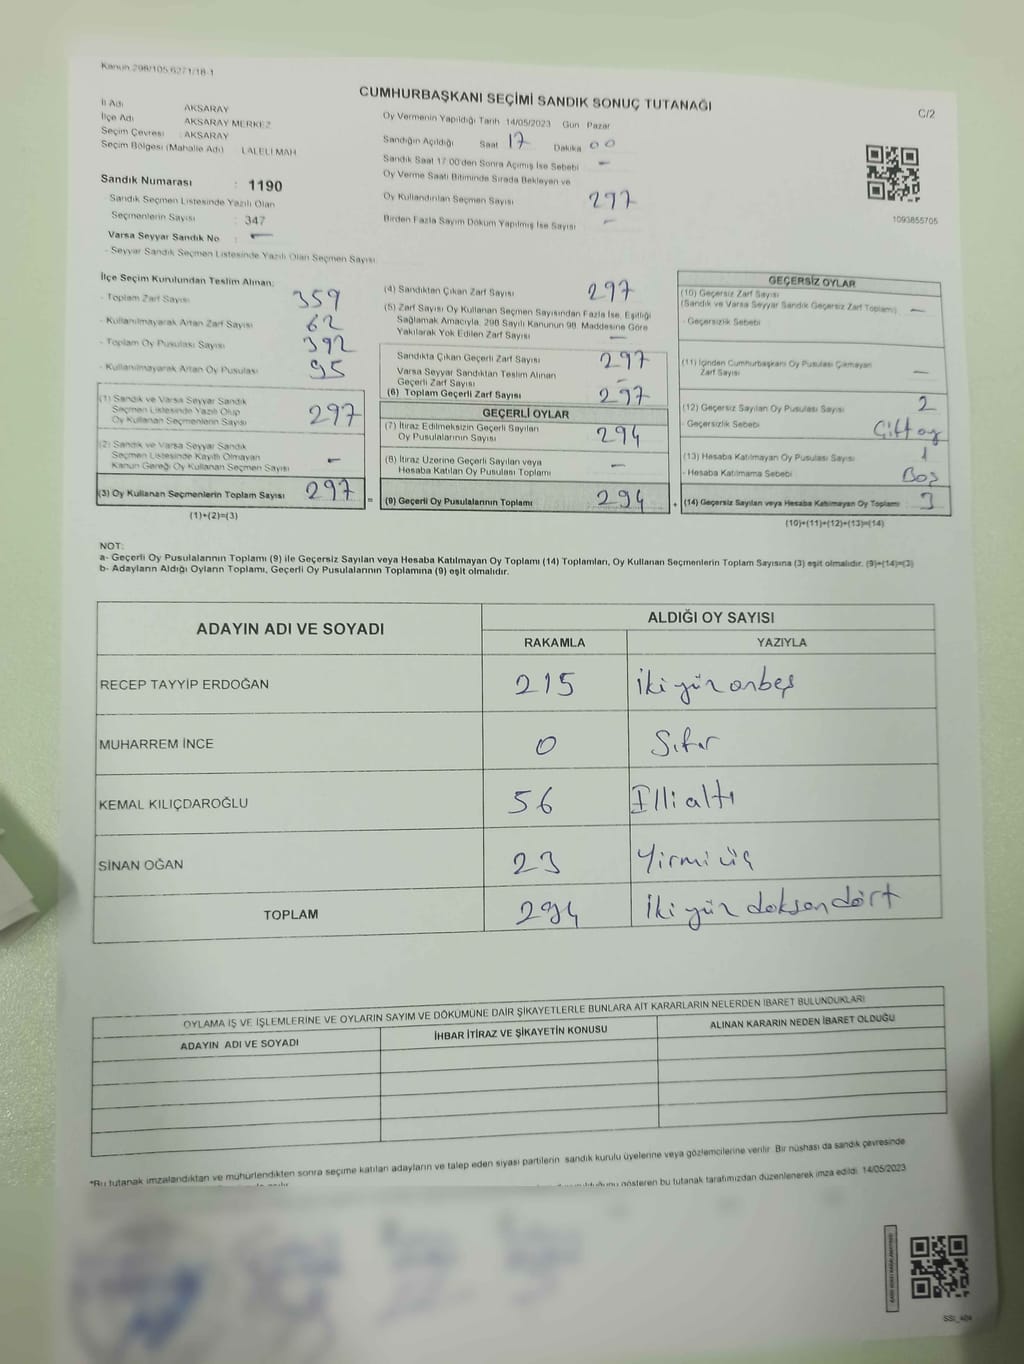 Kanun 298/105,6271/18-1
CUMHURBAŞKANI SEÇİMİ SANDIK SONUÇ TUTANAĞI
C/2
İl Adı AKSARAY
İlçe Adı AKSARAY MERKEZ
Seçim Çevresi : AKSARAY
Seçim Bölgesi (Mahalle Adı) LALELİ MAH
Sandık Numarası : 1190
- Sandık Seçmen Listesinde Yazılı Olan
Seçmenlerin Sayısı : 347
Varsa Seyyar Sandık No : —
- Seyyar Sandık Seçmen Listesinde Yazılı Olan Seçmen Sayısı
Oy Vermenin Yapıldığı Tarih 14/05/2023 Gün Pazar
Sandığın Açıldığı Saat 17 Dakika 00
Sandık Saat 17:00'den Sonra Açımış İse Sebebi —
Oy Verme Saati Bitiminde Sırada Bekleyen ve
Oy Kullandırılan Seçmen Sayısı 297
Birden Fazla Sayım Döküm Yapılmış İse Sayısı —
1093855705
İlçe Seçim Kurulundan Teslim Alınan:
- Toplam Zarf Sayısı 359
- Kullanılmayarak Artan Zarf Sayısı 62
- Toplam Oy Pusulası Sayısı 392
- Kullanılmayarak Artan Oy Pusulası 95
(1) Sandık ve Varsa Seyyar Sandık
Seçmen Listesinde Yazılı Olup
Oy Kullanan Seçmenlerin Sayısı 297
(2) Sandık ve Varsa Seyyar Sandık
Seçmen Listesinde Kayıtlı Olmayan
Kanun Gereği Oy Kullanan Seçmen Sayısı —
(3) Oy Kullanan Seçmenlerin Toplam Sayısı 297
(1)+(2)=(3)
(4) Sandıktan Çıkan Zarf Sayısı 297
(5) Zarf Sayısı Oy Kullanan Seçmen Sayısından Fazla İse, Eşitliği
Sağlamak Amacıyla, 298 Sayılı Kanunun 98. Maddesine Göre
Yakılarak Yok Edilen Zarf Sayısı —
Sandıkta Çıkan Geçerli Zarf Sayısı 297
Varsa Seyyar Sandıktan Teslim Alınan
Geçerli Zarf Sayısı —
(6) Toplam Geçerli Zarf Sayısı 297
GEÇERLİ OYLAR
(7) İtiraz Edilmeksizin Geçerli Sayılan
Oy Pusulalarının Sayısı 294
(8) İtiraz Üzerine Geçerli Sayılan veya
Hesaba Katılan Oy Pusulası Toplamı —
= (9) Geçerli Oy Pusulalarının Toplamı 294
GEÇERSİZ OYLAR
(10) Geçersiz Zarf Sayısı
(Sandık ve Varsa Seyyar Sandık Geçersiz Zarf Toplamı) —
- Geçersizlik Sebebi
(11) İçinden Cumhurbaşkanı Oy Pusulası Çıkmayan
Zarf Sayısı —
(12) Geçersiz Sayılan Oy Pusulası Sayısı 2
- Geçersizlik Sebebi Çift oy
(13) Hesaba Katılmayan Oy Pusulası Sayısı 1
- Hesaba Katılmama Sebebi Boş
+ (14) Geçersiz Sayılan veya Hesaba Katılmayan Oy Toplamı 3
(10)+(11)+(12)+(13)=(14)
NOT:
a- Geçerli Oy Pusulalarının Toplamı (9) ile Geçersiz Sayılan veya Hesaba Katılmayan Oy Toplamı (14) Toplamları, Oy Kullanan Seçmenlerin Toplam Sayısına (3) eşit olmalıdır. (9)+(14)=(3)
b- Adayların Aldığı Oyların Toplamı, Geçerli Oy Pusulalarının Toplamına (9) eşit olmalıdır.
ADAYIN ADI VE SOYADI
ALDIĞI OY SAYISI
RAKAMLA YAZIYLA
RECEP TAYYİP ERDOĞAN 215 İki yüz onbeş
MUHARREM İNCE 0 Sıfır
KEMAL KILIÇDAROĞLU 56 Elli altı
SİNAN OĞAN 23 Yirmi üç
TOPLAM 294 İki yüz doksan dört
OYLAMA İŞ VE İŞLEMLERİNE VE OYLARIN SAYIM VE DÖKÜMÜNE DAİR ŞİKAYETLERLE BUNLARA AİT KARARLARIN NELERDEN İBARET BULUNDUKLARI
ADAYIN ADI VE SOYADI İHBAR İTİRAZ VE ŞİKAYETİN KONUSU ALINAN KARARIN NEDEN İBARET OLDUĞU
*Bu tutanak imzalandıktan ve mühürlendikten sonra seçime katılan adayların ve talep eden siyasi partilerin sandık kurulu üyelerine veya gözlemcilerine verilir. Bir nüshası da sandık çevresinde
gösteren bu tutanak tarafımızdan düzenlenerek imza edildi. 14/05/2023
SSI_404